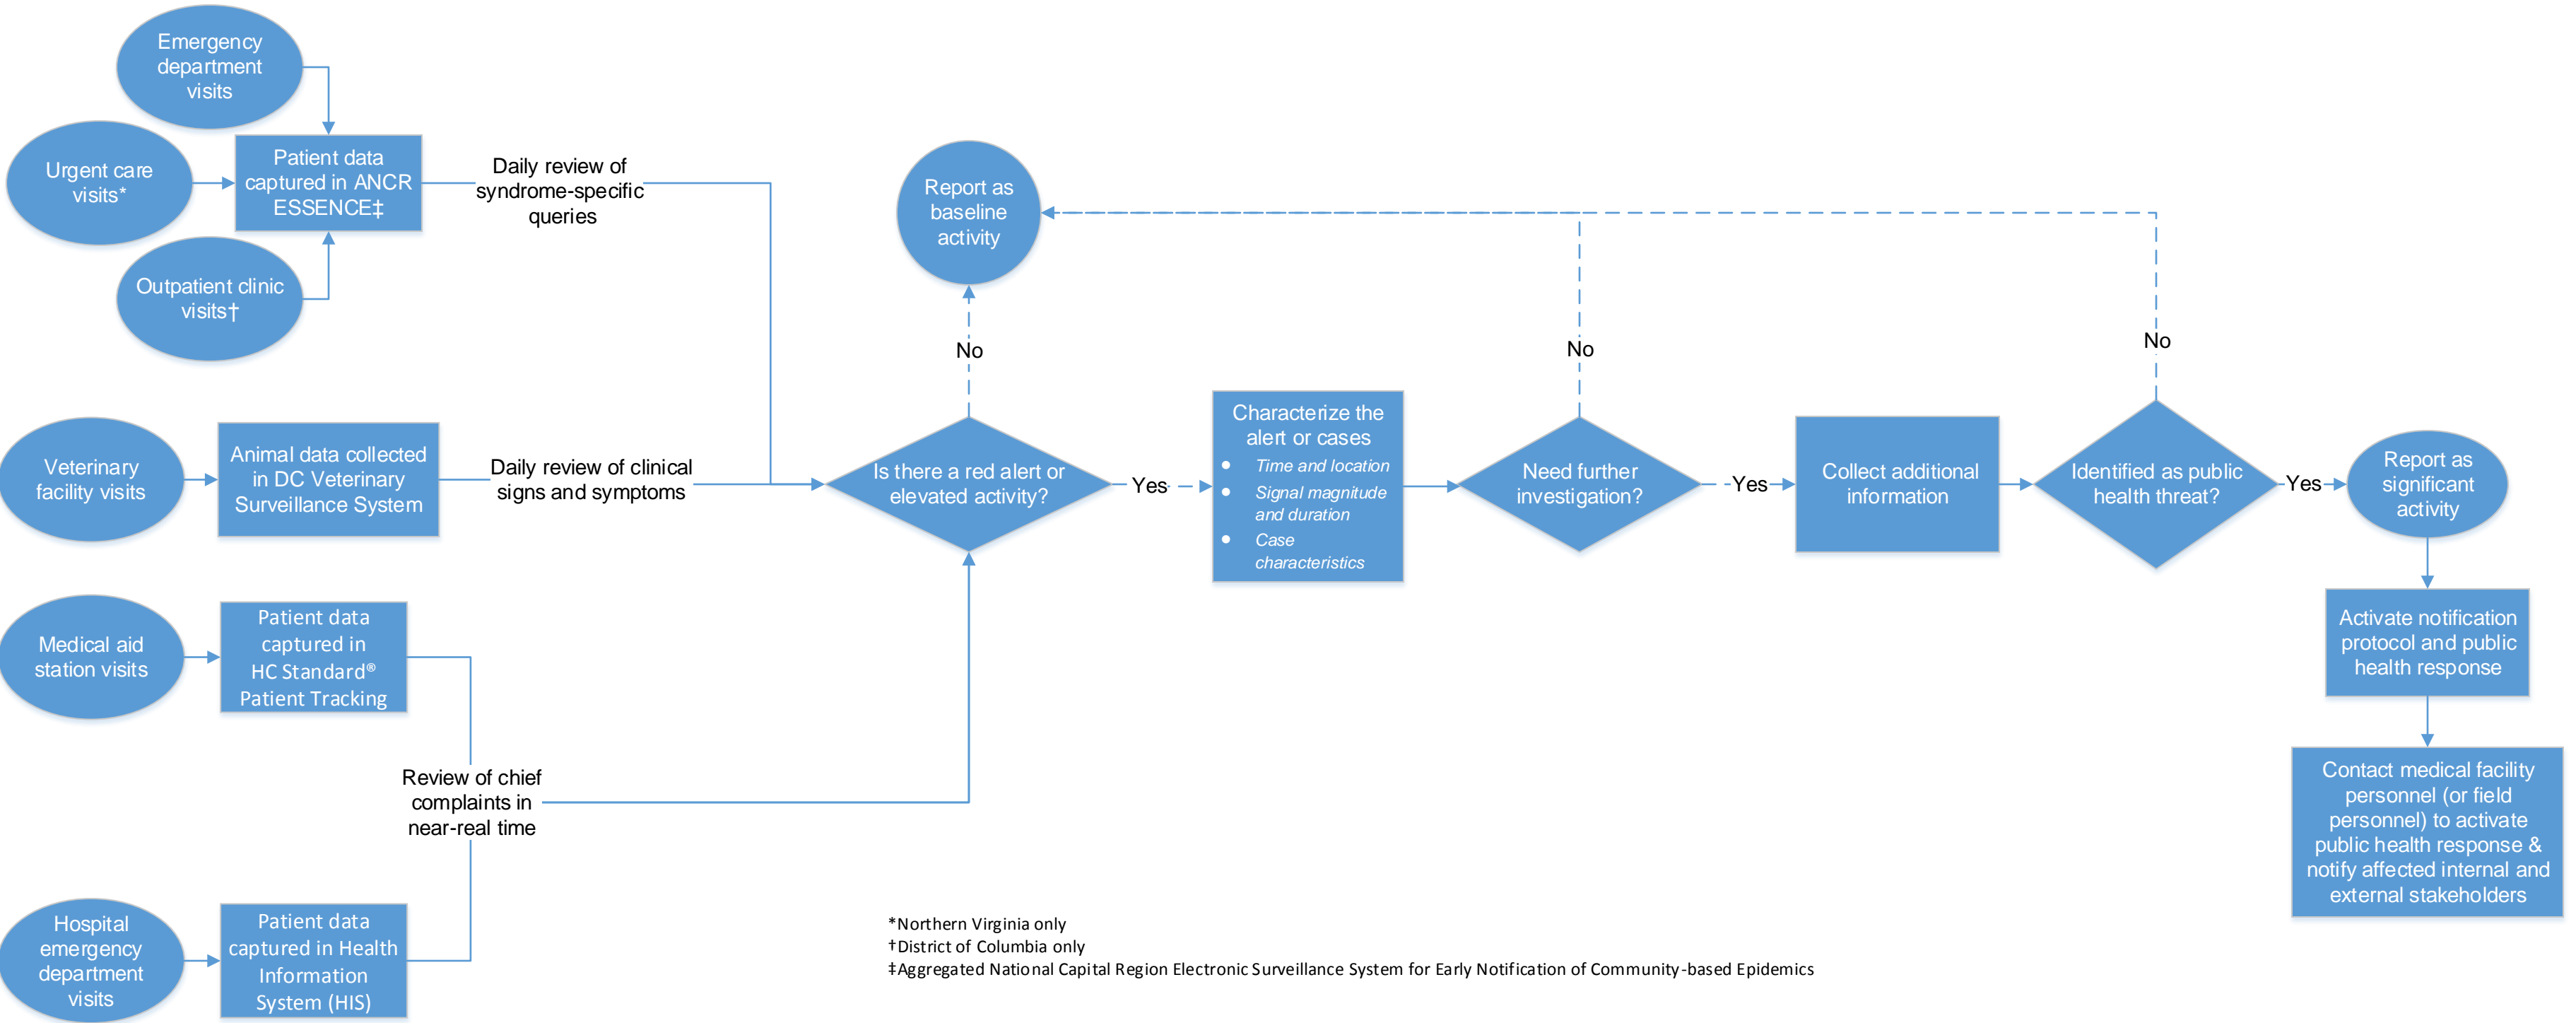 Emergency
department
visits
Urgent care
visits*
Patient data
captured in ANCR
ESSENCE‡
Outpatient clinic
visits†
Daily review of
syndrome-specific
queries
Veterinary
facility visits
Animal data collected
in DC Veterinary
Surveillance System
Daily review of clinical
signs and symptoms
Medical aid
station visits
Patient data
captured in
HC Standard®
Patient Tracking
Review of chief
complaints in
near-real time
Hospital
emergency
department
visits
Patient data
captured in Health
Information
System (HIS)
Report as
baseline
activity
No
Is there a red alert or
elevated activity?
Yes
Characterize the
alert or cases
● Time and location
● Signal magnitude
and duration
● Case
characteristics
No
Need further
investigation?
Yes
Collect additional
information
No
Identified as public
health threat?
Yes
Report as
significant
activity
Activate notification
protocol and public
health response
Contact medical facility
personnel (or field
personnel) to activate
public health response &
notify affected internal and
external stakeholders
*Northern Virginia only
†District of Columbia only
‡Aggregated National Capital Region Electronic Surveillance System for Early Notification of Community-based Epidemics